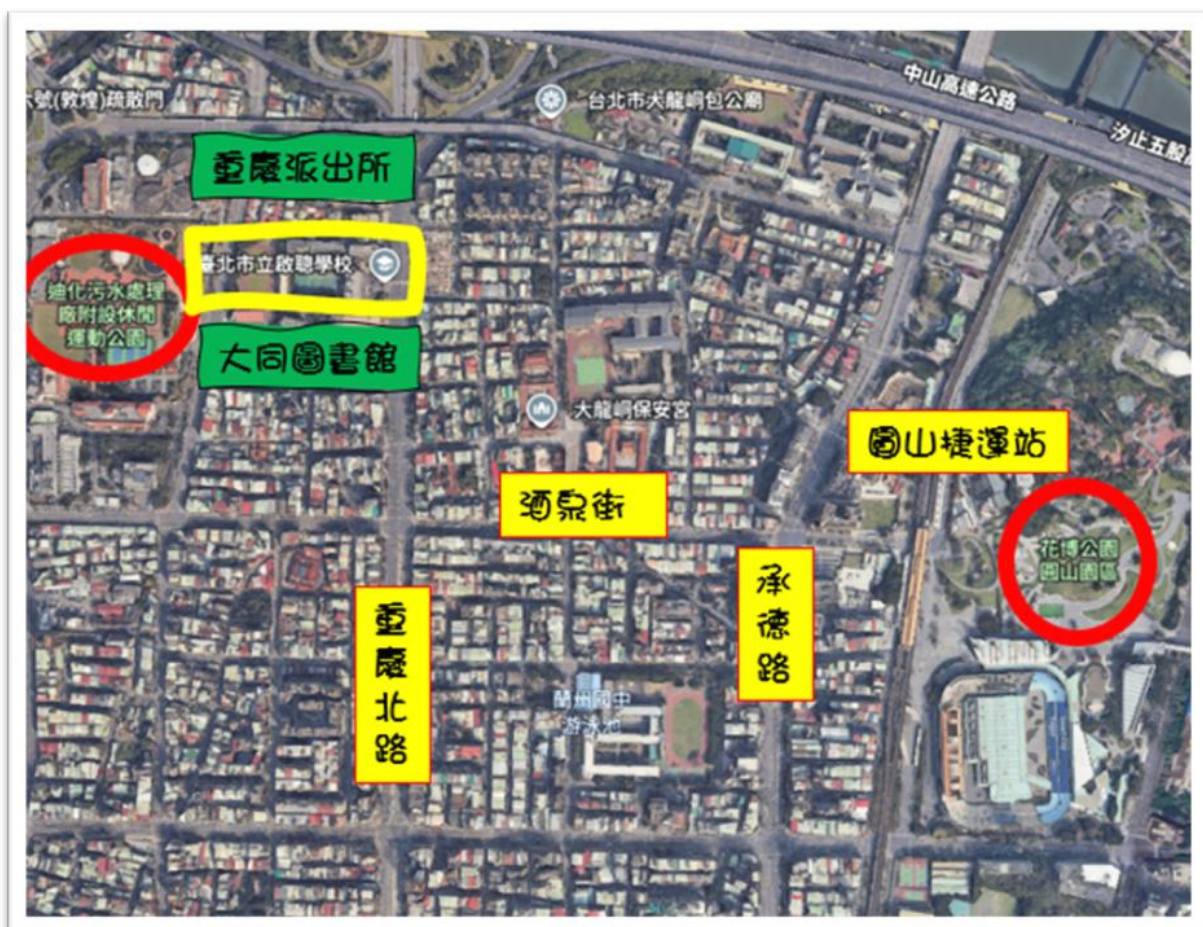 中山高速公路
台北市大龍峒包公廟
六號(敦煌)疏散門
汐止五股高
重慶派出所
臺北市立啟聰學校
迪化污水處理
廠附設休閒
運動公園
大同圖書館
大龍峒保安宮
圓山捷運站
酒泉街
花博公園
圓山園區
承德路
重慶北路
蘭州國中
游泳池